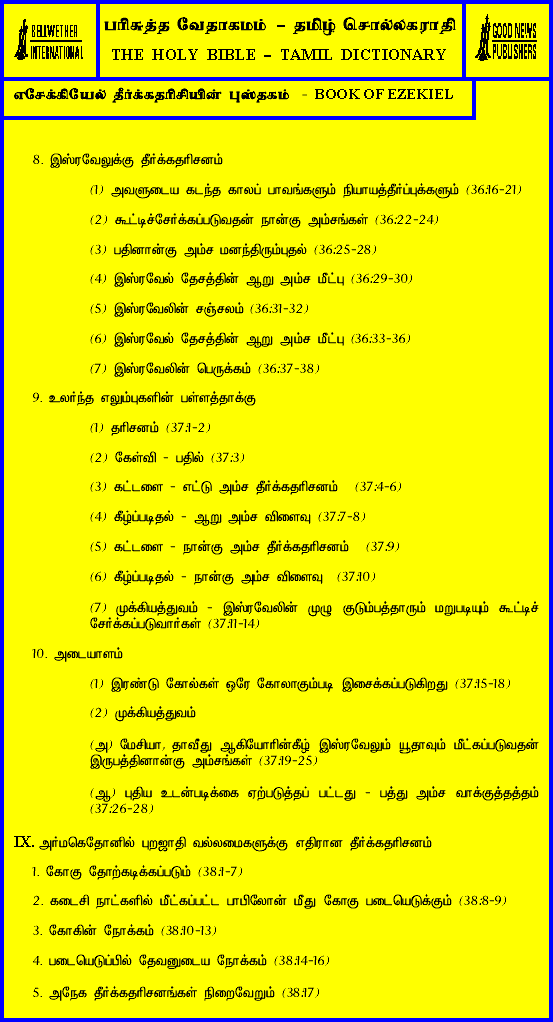 BELLWETHER
INTERNATIONAL
பரிசுத்த வேதாகமம் – தமிழ் சொல்லகராதி
THE HOLY BIBLE – TAMIL DICTIONARY
GOOD NEWS
PUBLISHERS
எசேக்கியேல் தீர்க்கதரிசியின் புஸ்தகம் - BOOK OF EZEKIEL
8. இஸ்ரவேலுக்கு தீர்க்கதரிசனம்
(1) அவளுடைய கடந்த காலப் பாவங்களும் நியாயத்தீர்ப்புக்களும் (36:16-21)
(2) கூட்டிச்சேர்க்கப்படுவதன் நான்கு அம்சங்கள் (36:22-24)
(3) பதினான்கு அம்ச மனந்திரும்புதல் (36:25-28)
(4) இஸ்ரவேல் தேசத்தின் ஆறு அம்ச மீட்பு (36:29-30)
(5) இஸ்ரவேலின் சஞ்சலம் (36:31-32)
(6) இஸ்ரவேல் தேசத்தின் ஆறு அம்ச மீட்பு (36:33-36)
(7) இஸ்ரவேலின் பெருக்கம் (36:37-38)
9. உலர்ந்த எலும்புகளின் பள்ளத்தாக்கு
(1) தரிசனம் (37:1-2)
(2) கேள்வி - பதில் (37:3)
(3) கட்டளை - எட்டு அம்ச தீர்க்கதரிசனம் (37:4-6)
(4) கீழ்ப்படிதல் - ஆறு அம்ச விளைவு (37:7-8)
(5) கட்டளை - நான்கு அம்ச தீர்க்கதரிசனம் (37:9)
(6) கீழ்ப்படிதல் - நான்கு அம்ச விளைவு (37:10)
(7) முக்கியத்துவம் - இஸ்ரவேலின் முழு குடும்பத்தாரும் மறுபடியும் கூட்டிச்
சேர்க்கப்படுவார்கள் (37:11-14)
10. அடையாளம்
(1) இரண்டு கோல்கள் ஒரே கோலாகும்படி இசைக்கப்படுகிறது (37:15-18)
(2) முக்கியத்துவம்
(அ) மேசியா, தாவீது ஆகியோரின்கீழ் இஸ்ரவேலும் யூதாவும் மீட்கப்படுவதன்
இருபத்தினான்கு அம்சங்கள் (37:19-25)
(ஆ) புதிய உடன்படிக்கை ஏற்படுத்தப் பட்டது - பத்து அம்ச வாக்குத்தத்தம்
(37:26-28)
IX. அர்மகெதோனில் புறஜாதி வல்லமைகளுக்கு எதிரான தீர்க்கதரிசனம்
1. கோகு தோற்கடிக்கப்படும் (38:1-7)
2. கடைசி நாட்களில் மீட்கப்பட்ட பாபிலோன் மீது கோகு படையெடுக்கும் (38:8-9)
3. கோகின் நோக்கம் (38:10-13)
4. படையெடுப்பில் தேவனுடைய நோக்கம் (38:14-16)
5. அநேக தீர்க்கதரிசனங்கள் நிறைவேறும் (38:17)